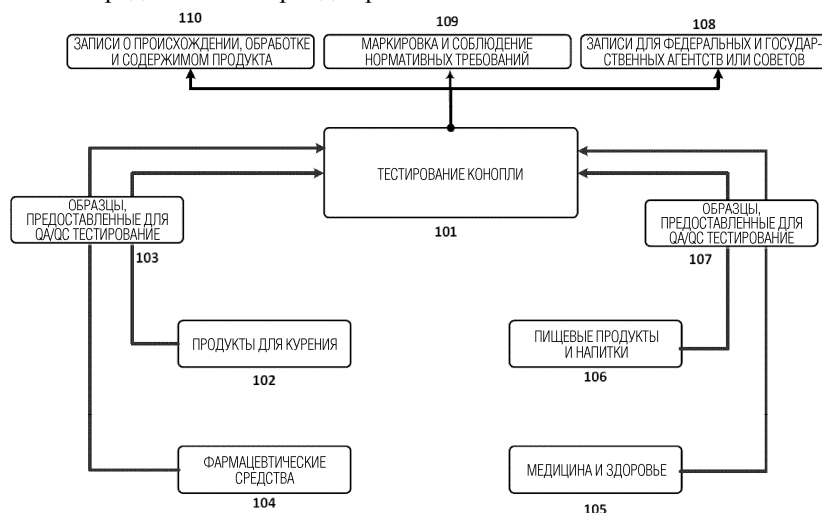 110
109
108
ЗАПИСИ О ПРОИСХОЖДЕНИИ, ОБРАБОТКЕ
И СОДЕРЖИМОМ ПРОДУКТА
МАРКИРОВКА И СОБЛЮДЕНИЕ
НОРМАТИВНЫХ ТРЕБОВАНИЙ
ЗАПИСИ ДЛЯ ФЕДЕРАЛЬНЫХ И ГОСУДАР-
СТВЕННЫХ АГЕНТСТВ ИЛИ СОВЕТОВ
ТЕСТИРОВАНИЕ КОНОПЛИ
101
ОБРАЗЦЫ,
ПРЕДОСТАВЛЕННЫЕ ДЛЯ
QA/QC ТЕСТИРОВАНИЕ
103
ОБРАЗЦЫ,
ПРЕДОСТАВЛЕННЫЕ ДЛЯ
QA/QC ТЕСТИРОВАНИЕ
107
ПРОДУКТЫ ДЛЯ КУРЕНИЯ
102
ПИЩЕВЫЕ ПРОДУКТЫ
И НАПИТКИ
106
ФАРМАЦЕВТИЧЕСКИЕ
СРЕДСТВА
104
МЕДИЦИНА И ЗДОРОВЬЕ
105